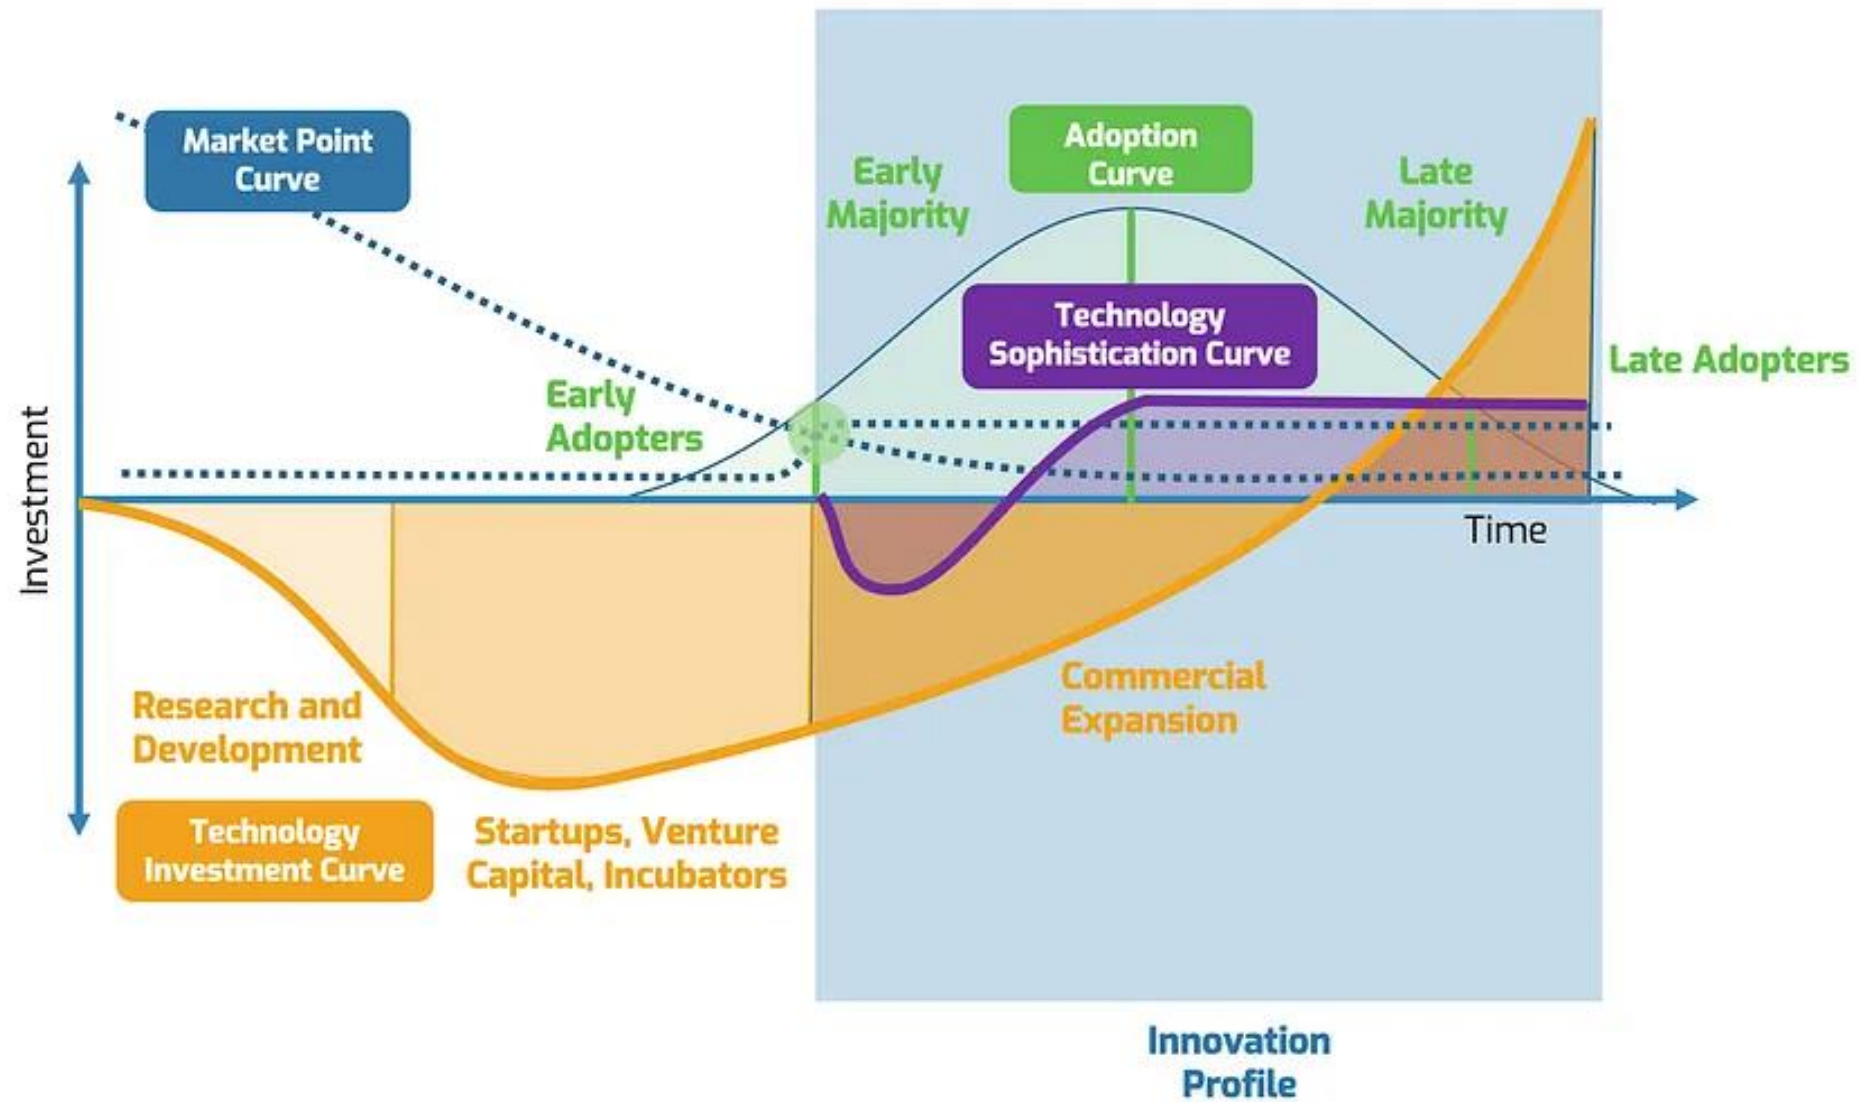 Market Point
Curve
Adoption
Curve
Early
Majority
Late
Majority
Technology
Sophistication Curve
Late Adopters
Early
Adopters
Investment
Time
Research and
Development
Commercial
Expansion
Technology
Investment Curve
Startups, Venture
Capital, Incubators
Innovation
Profile